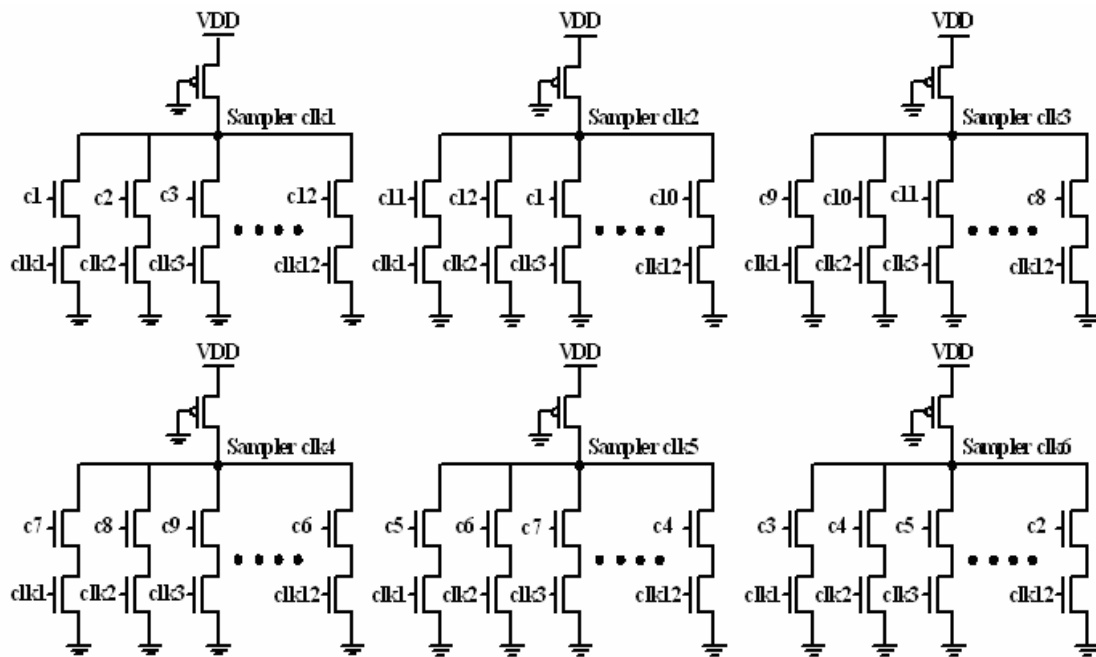 VDD VDD VDD
Sampler clk1 Sampler clk2 Sampler clk3
c1 c2 c3 c12 c11 c12 c1 c10 c9 c10 c11 c8
clk1 clk2 clk3 clk12 clk1 clk2 clk3 clk12 clk1 clk2 clk3 clk12
VDD VDD VDD
Sampler clk4 Sampler clk5 Sampler clk6
c7 c8 c9 c6 c5 c6 c7 c4 c3 c4 c5 c2
clk1 clk2 clk3 clk12 clk1 clk2 clk3 clk12 clk1 clk2 clk3 clk12